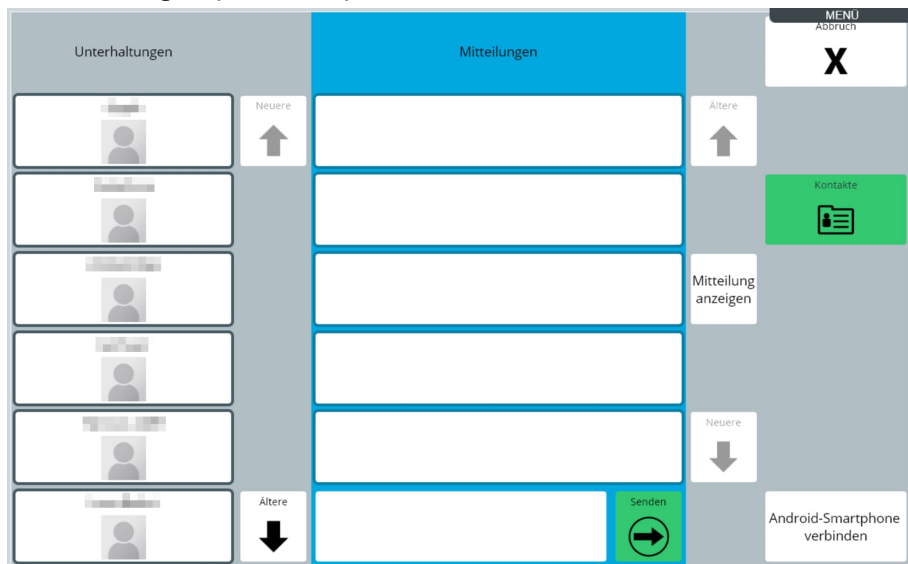 MENÜ
Unterhaltungen
Mitteilungen
Abbruch
X
Neuere
Ältere
Kontakte
Mitteilung
anzeigen
Neuere
Ältere
Senden
Android-Smartphone
verbinden